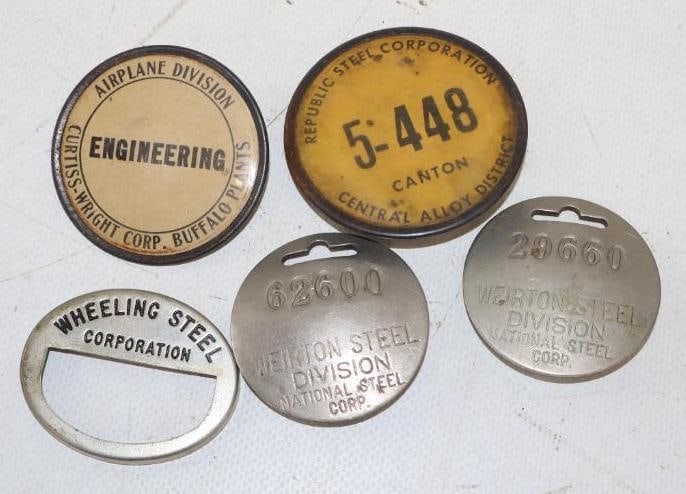 AIRPLANE DIVISION
ENGINEERING
CURTISS-WRIGHT CORP. BUFFALO PLANTS
REPUBLIC STEEL CORPORATION
5-448
CANTON
CENTRAL ALLOY DISTRICT
WHEELING STEEL
CORPORATION
62600
WEIRTON STEEL
DIVISION
NATIONAL STEEL
CORP.
29660
WEIRTON STEEL
DIVISION
NATIONAL STEEL
CORP.